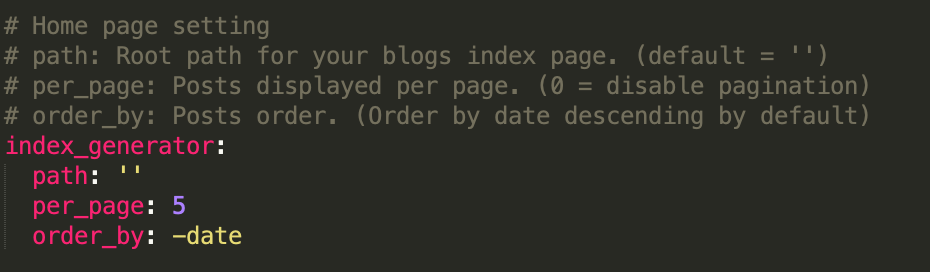 # Home page setting
# path: Root path for your blogs index page. (default = '')
# per_page: Posts displayed per page. (0 = disable pagination)
# order_by: Posts order. (Order by date descending by default)
index_generator:
  path: ''
  per_page: 5
  order_by: -date